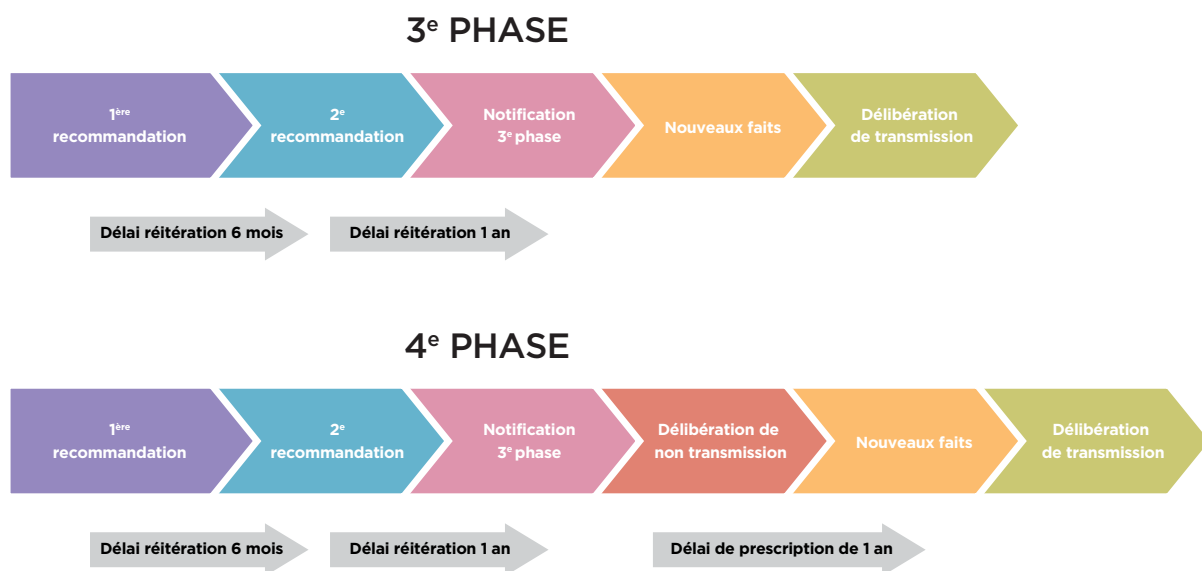 3e PHASE
1ère
recommandation
2e
recommandation
Notification
3e phase
Nouveaux faits
Délibération
de transmission
Délai réitération 6 mois
Délai réitération 1 an
4e PHASE
1ère
recommandation
2e
recommandation
Notification
3e phase
Délibération de
non transmission
Nouveaux faits
Délibération
de transmission
Délai réitération 6 mois
Délai réitération 1 an
Délai de prescription de 1 an